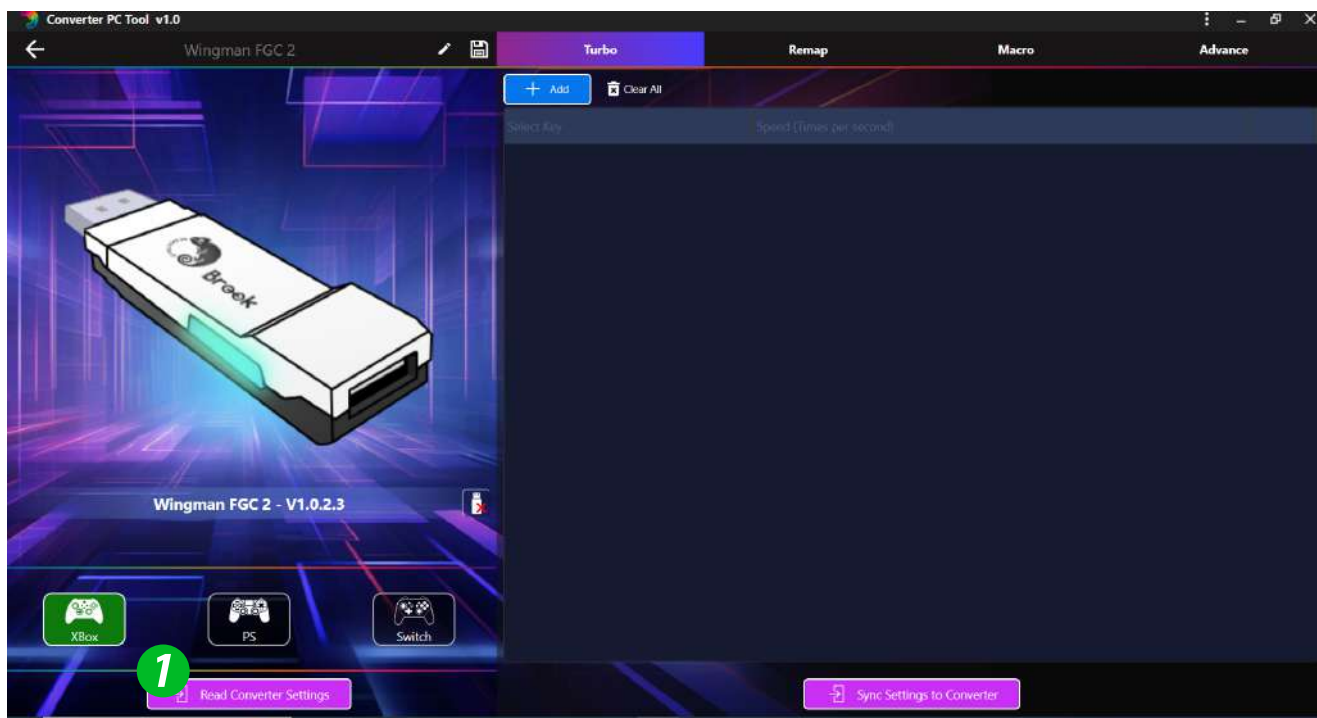 Converter PC Tool v1.0
Wingman FGC 2
Turbo
Remap
Macro
Advance
Add
Clear All
Select Key
Speed (Times per second)
Brook
Wingman FGC 2 - V1.0.2.3
XBox
PS
Switch
1
Read Converter Settings
Sync Settings to Converter